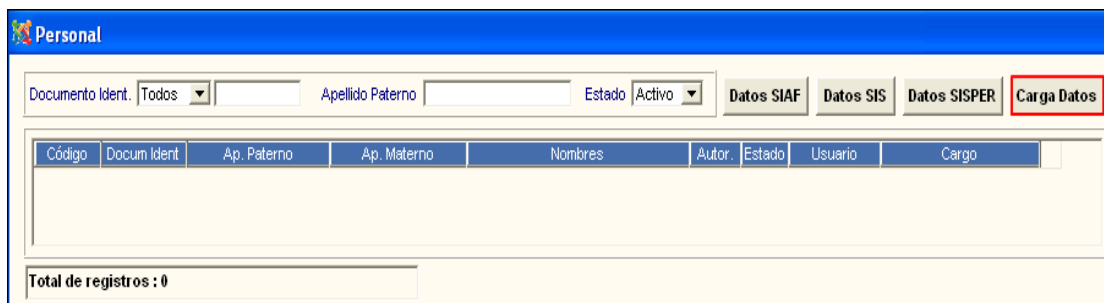 Personal
Documento Ident. Todos Apellido Paterno Estado Activo Datos SIAF Datos SIS Datos SISPER Carga Datos
Código Docum Ident Ap. Paterno Ap. Materno Nombres Autor. Estado Usuario Cargo
Total de registros : 0